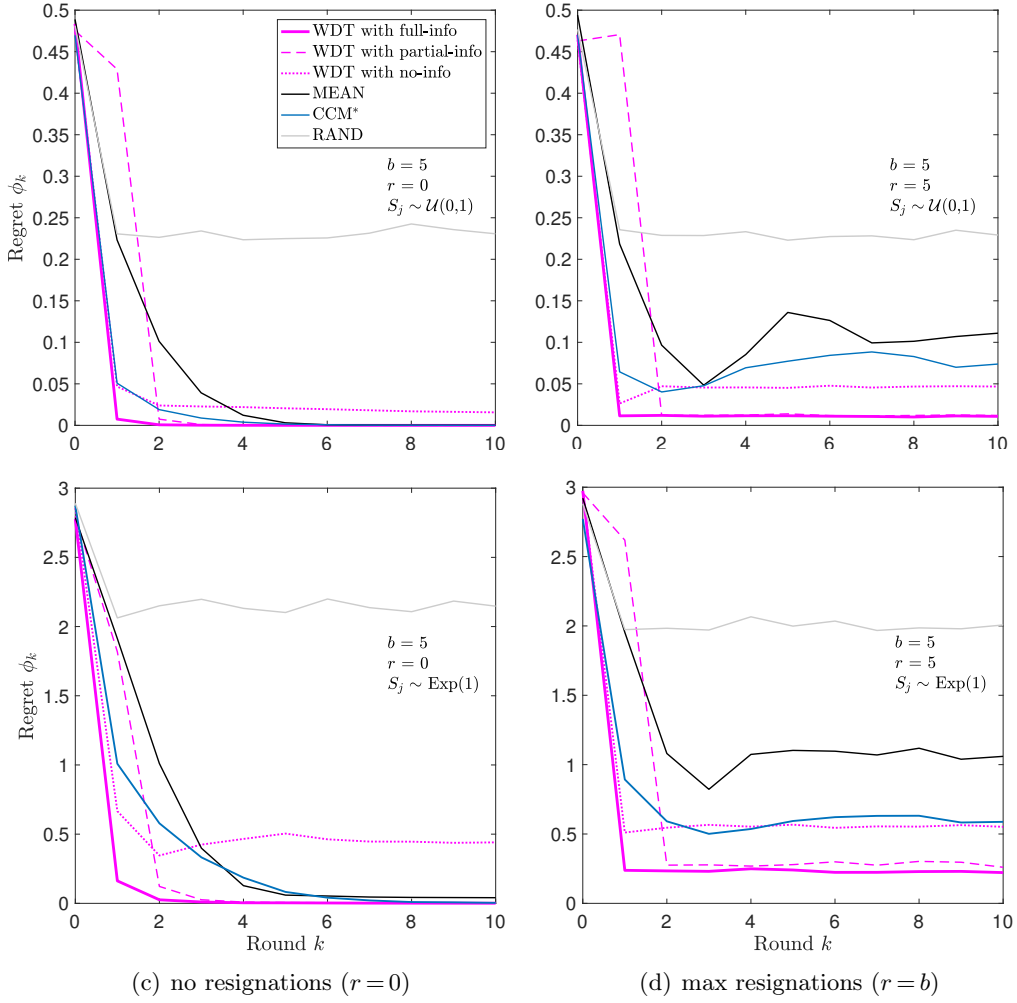 0.5
0.45
0.4
0.35
0.3
0.25
0.2
0.15
0.1
0.05
0
Regret ϕₖ
WDT with full-info
WDT with partial-info
WDT with no-info
MEAN
CCM*
RAND
b = 5
r = 0
Sⱼ ∼ 𝒰(0,1)
0 2 4 6 8 10
0.5
0.45
0.4
0.35
0.3
0.25
0.2
0.15
0.1
0.05
0
b = 5
r = 5
Sⱼ ∼ 𝒰(0,1)
0 2 4 6 8 10
3
2.5
2
1.5
1
0.5
0
Regret ϕₖ
b = 5
r = 0
Sⱼ ∼ Exp(1)
0 2 4 6 8 10
Round k
3
2.5
2
1.5
1
0.5
0
b = 5
r = 5
Sⱼ ∼ Exp(1)
0 2 4 6 8 10
Round k
(c) no resignations (r = 0)
(d) max resignations (r = b)